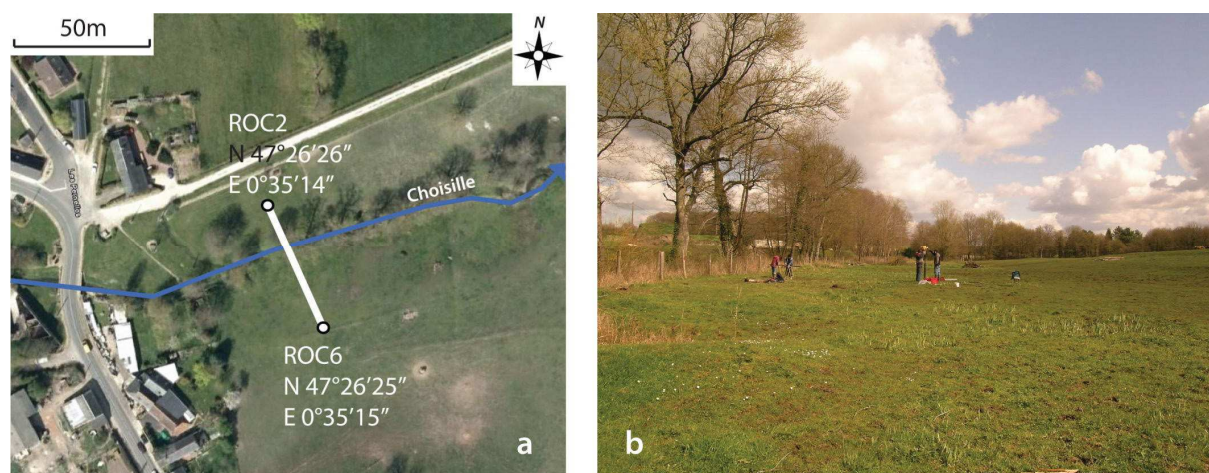 50m
N
ROC2
N 47°26’26”
E 0°35’14”
Choisille
ROC6
N 47°26’25”
E 0°35’15”
a
b